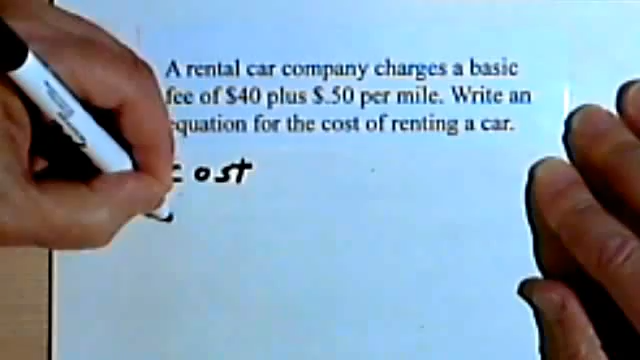 A rental car company charges a basic
fee of $40 plus $.50 per mile. Write an
equation for the cost of renting a car.
cost